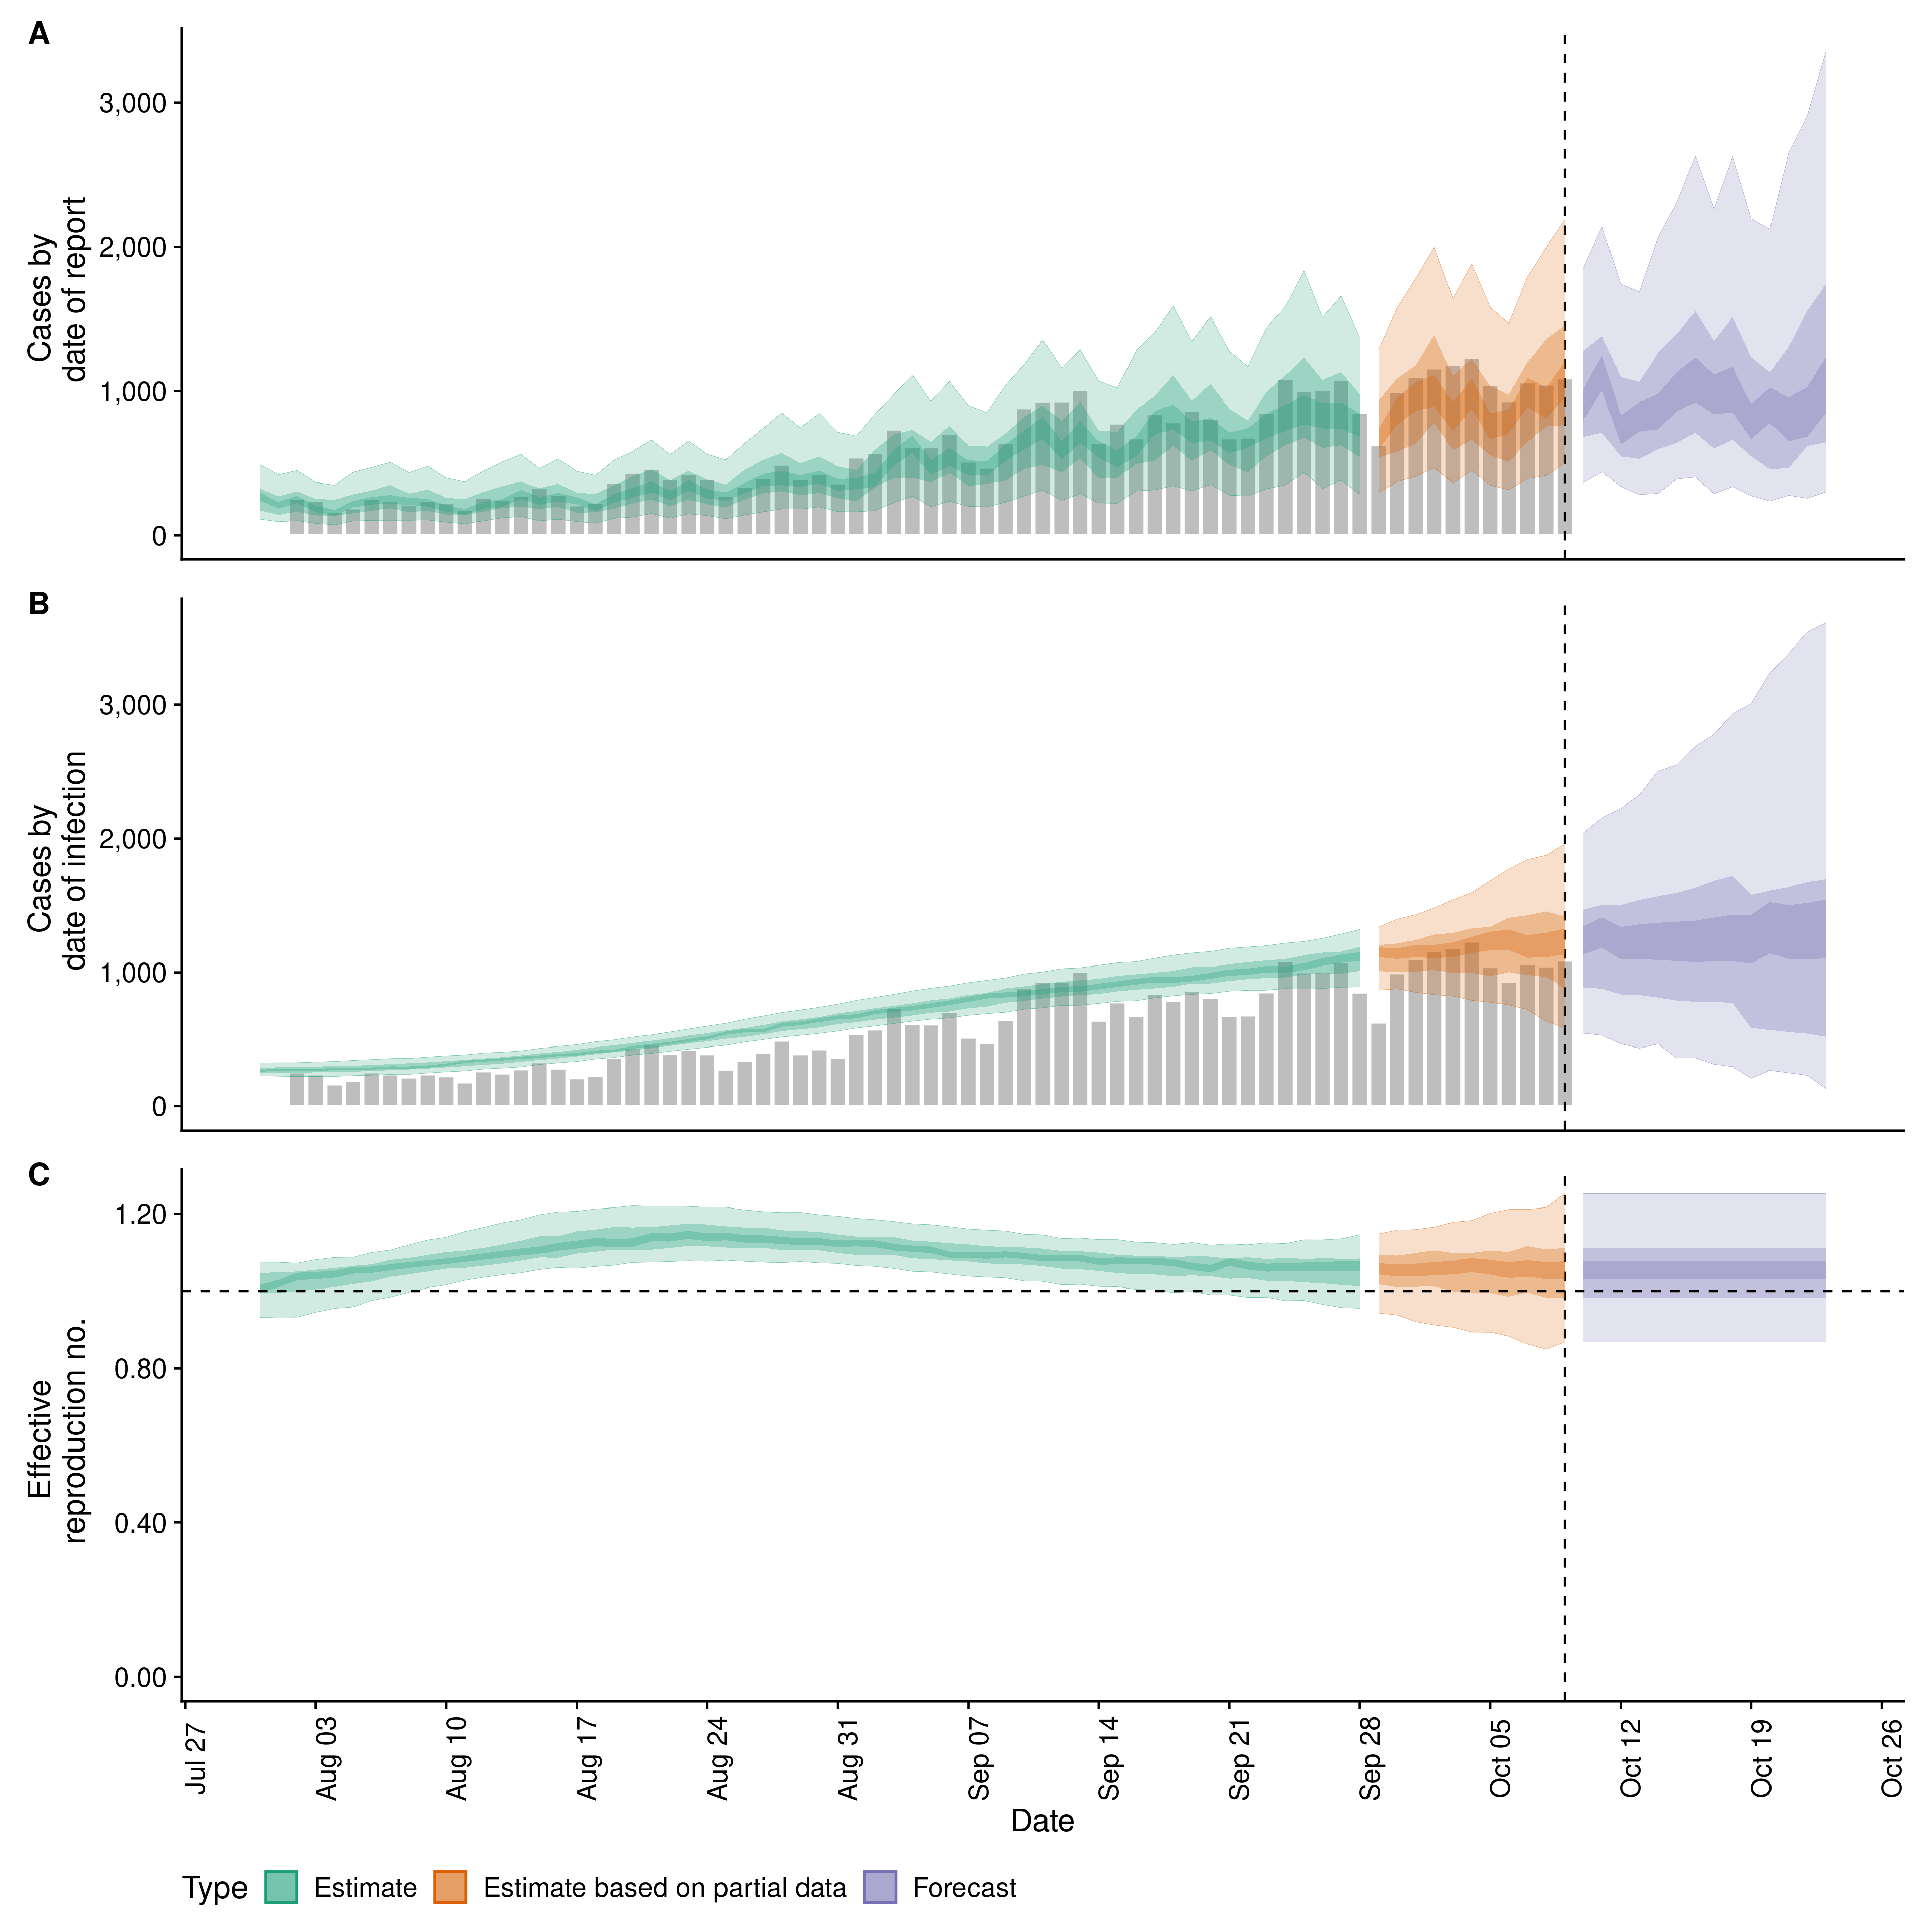 A
Cases by
date of report
3,000
2,000
1,000
0
B
Cases by
date of infection
3,000
2,000
1,000
0
C
Effective
reproduction no.
1.20
0.80
0.40
0.00
Jul 27
Aug 03
Aug 10
Aug 17
Aug 24
Aug 31
Sep 07
Sep 14
Sep 21
Sep 28
Oct 05
Oct 12
Oct 19
Oct 26
Date
Type Estimate Estimate based on partial data Forecast